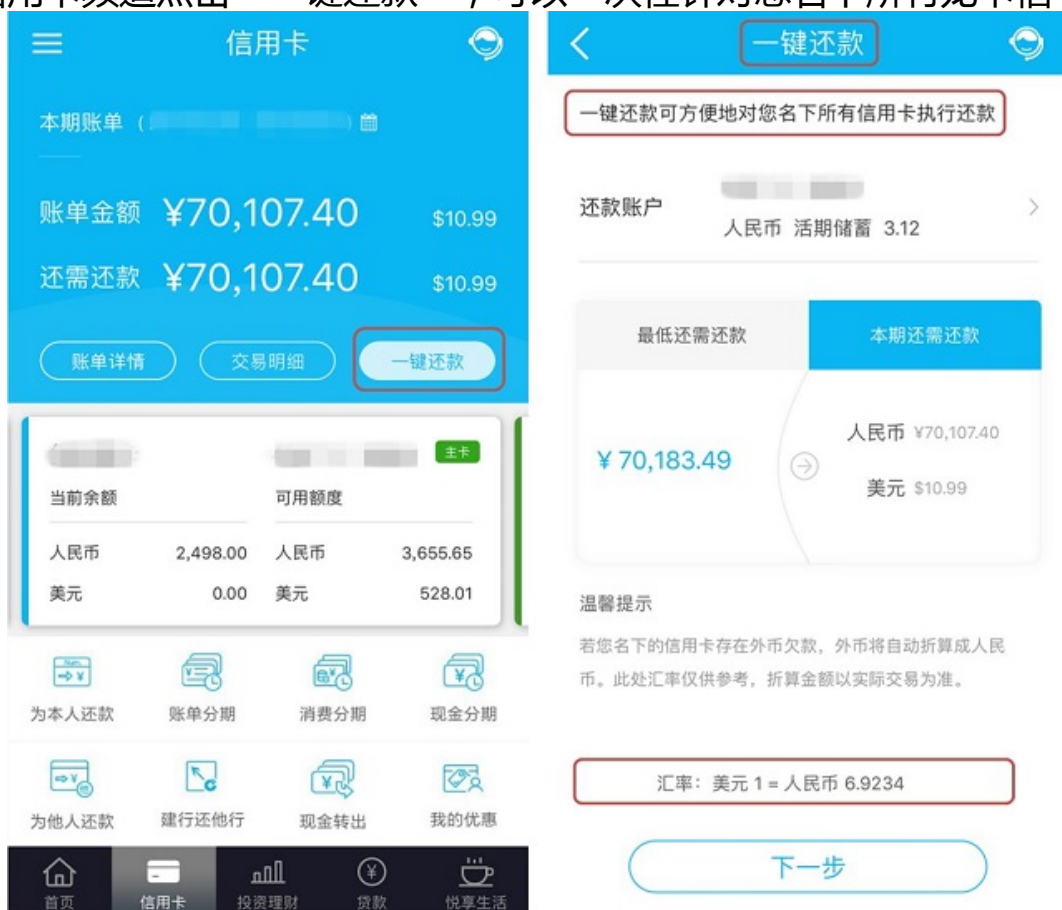 信用卡
本期账单 (
账单金额 ¥70,107.40 $10.99
还需还款 ¥70,107.40 $10.99
账单详情 交易明细 一键还款
主卡
当前余额 可用额度
人民币 2,498.00 人民币 3,655.65
美元 0.00 美元 528.01
为本人还款 账单分期 消费分期 现金分期
为他人还款 建行还他行 现金转出 我的优惠
首页 信用卡 投资理财 贷款 悦享生活
一键还款
一键还款可方便地对您名下所有信用卡执行还款
还款账户
人民币 活期储蓄 3.12
最低还需还款 本期还需还款
¥ 70,183.49
人民币 ¥70,107.40
美元 $10.99
温馨提示
若您名下的信用卡存在外币欠款，外币将自动折算成人民
币。此处汇率仅供参考，折算金额以实际交易为准。
汇率：美元 1 = 人民币 6.9234
下一步